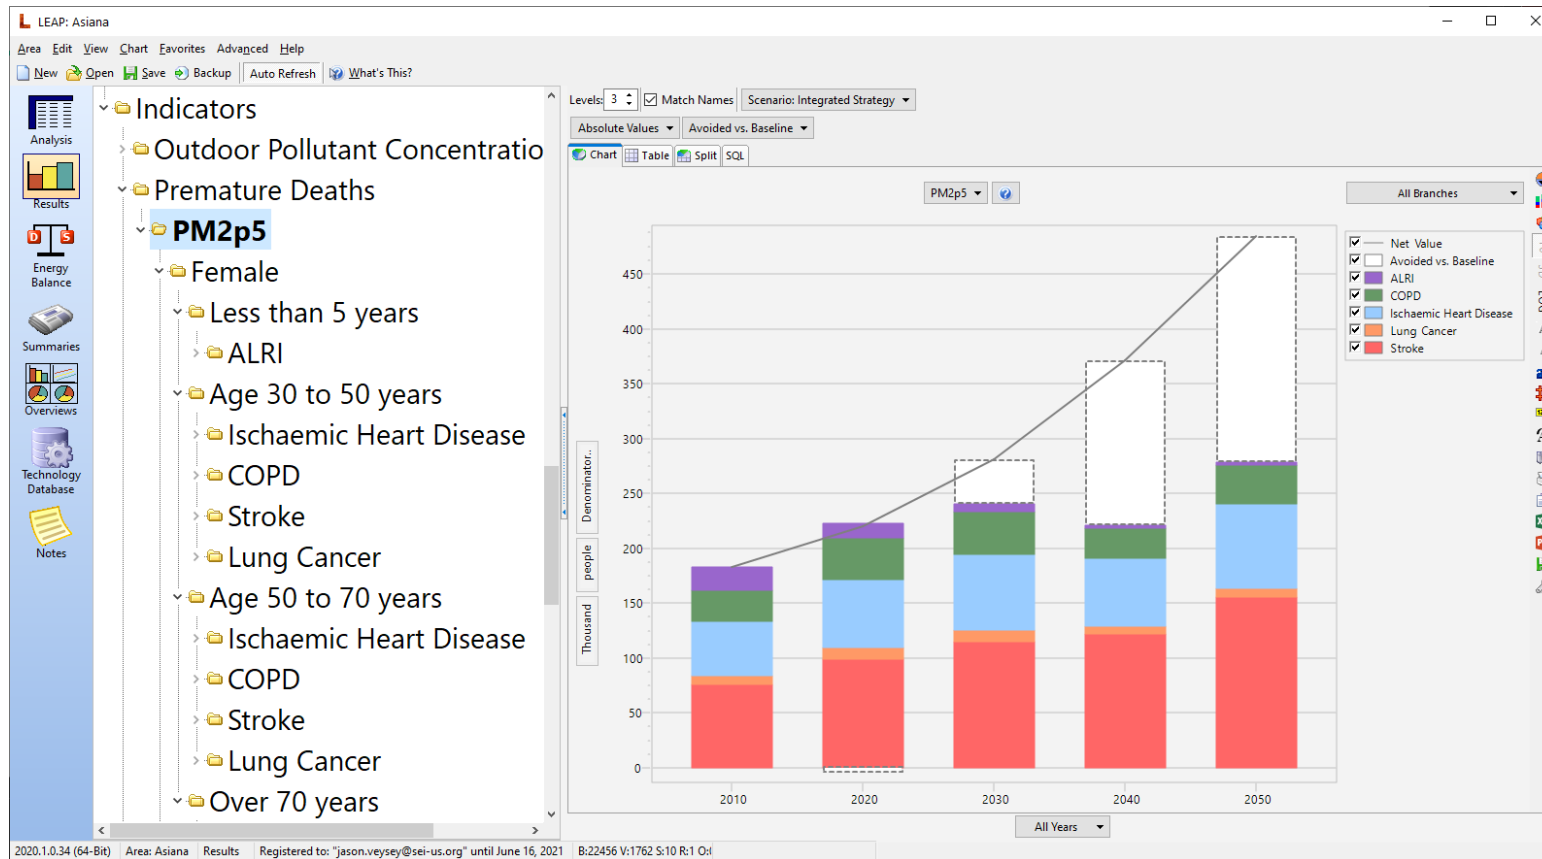 LEAP: Asiana
Area Edit View Chart Favorites Advanced Help
New Open Save Backup Auto Refresh What's This?
Analysis
Results
Energy
Balance
Summaries
Overviews
Technology
Database
Notes
Indicators
Outdoor Pollutant Concentratio
Premature Deaths
PM2p5
Female
Less than 5 years
ALRI
Age 30 to 50 years
Ischaemic Heart Disease
COPD
Stroke
Lung Cancer
Age 50 to 70 years
Ischaemic Heart Disease
COPD
Stroke
Lung Cancer
Over 70 years
Levels: 3 Match Names Scenario: Integrated Strategy
Absolute Values Avoided vs. Baseline
Chart Table Split SQL
PM2p5
All Branches
Net Value
Avoided vs. Baseline
ALRI
COPD
Ischaemic Heart Disease
Lung Cancer
Stroke
Denominator..
people
Thousand
450
400
350
300
250
200
150
100
50
0
2010 2020 2030 2040 2050
All Years
2020.1.0.34 (64-Bit) Area: Asiana Results Registered to: "jason.veysey@sei-us.org" until June 16, 2021 B:22456 V:1762 S:10 R:1